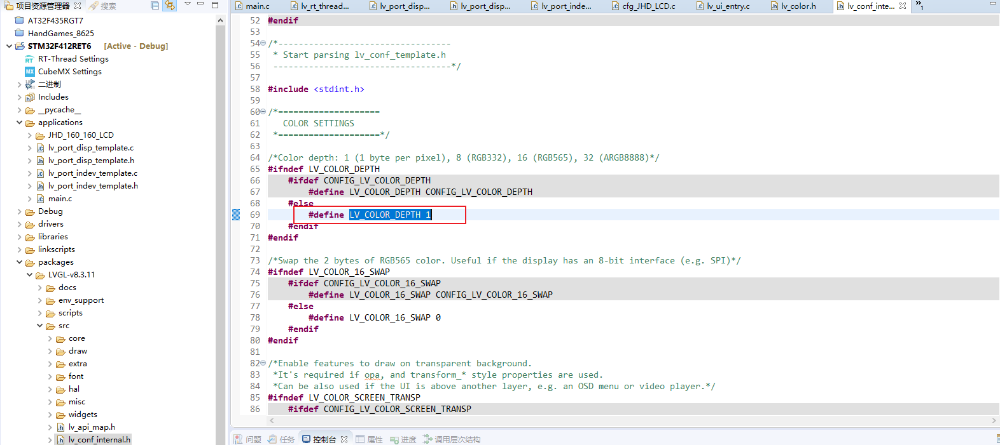 项目资源管理器 搜索
AT32F435RGT7
HandGames_8625
STM32F412RET6 [Active - Debug]
RT-Thread Settings
CubeMX Settings
二进制
Includes
__pycache__
applications
JHD_160_160_LCD
lv_port_disp_template.c
lv_port_disp_template.h
lv_port_indev_template.c
lv_port_indev_template.h
main.c
Debug
drivers
libraries
linkscripts
packages
LVGL-v8.3.11
docs
env_support
scripts
src
core
draw
extra
font
hal
misc
widgets
lv_api_map.h
lv_conf_internal.h
main.c lv_rt_thread... lv_port_disp... lv_port_disp... lv_port_inde... cfg_JHD_LCD.c lv_ui_entry.c lv_color.h lv_conf_inte... »1
52 #endif
53
54 /*----------------------------------
55 * Start parsing lv_conf_template.h
56 -----------------------------------*/
57
58 #include <stdint.h>
59
60 /*====================
61 COLOR SETTINGS
62 *====================*/
63
64 /*Color depth: 1 (1 byte per pixel), 8 (RGB332), 16 (RGB565), 32 (ARGB8888)*/
65 #ifndef LV_COLOR_DEPTH
66 #ifdef CONFIG_LV_COLOR_DEPTH
67 #define LV_COLOR_DEPTH CONFIG_LV_COLOR_DEPTH
68 #else
69 #define LV_COLOR_DEPTH 1
70 #endif
71 #endif
72
73 /*Swap the 2 bytes of RGB565 color. Useful if the display has an 8-bit interface (e.g. SPI)*/
74 #ifndef LV_COLOR_16_SWAP
75 #ifdef CONFIG_LV_COLOR_16_SWAP
76 #define LV_COLOR_16_SWAP CONFIG_LV_COLOR_16_SWAP
77 #else
78 #define LV_COLOR_16_SWAP 0
79 #endif
80 #endif
81
82 /*Enable features to draw on transparent background.
83 *It's required if opa, and transform_* style properties are used.
84 *Can be also used if the UI is above another layer, e.g. an OSD menu or video player.*/
85 #ifndef LV_COLOR_SCREEN_TRANSP
86 #ifdef CONFIG_LV_COLOR_SCREEN_TRANSP
问题 任务 控制台 属性 进度 调用层次结构